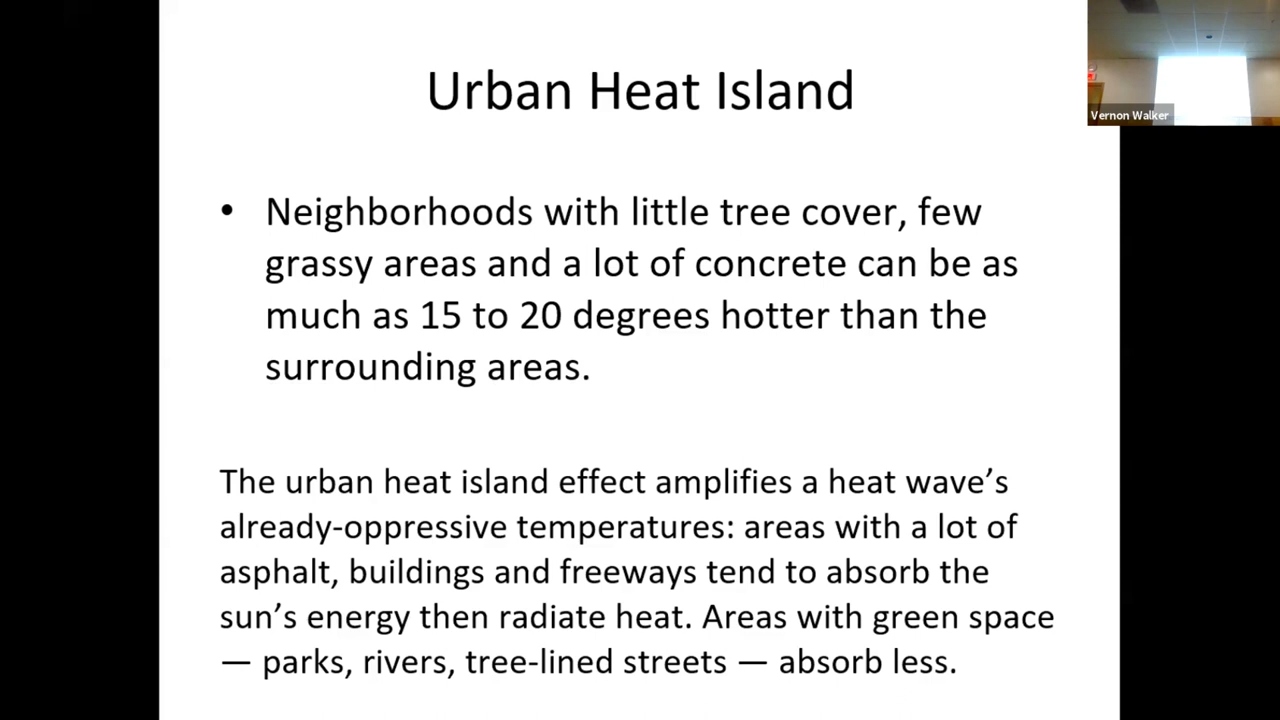 Urban Heat Island
Vernon Walker
• Neighborhoods with little tree cover, few
grassy areas and a lot of concrete can be as
much as 15 to 20 degrees hotter than the
surrounding areas.
The urban heat island effect amplifies a heat wave’s
already-oppressive temperatures: areas with a lot of
asphalt, buildings and freeways tend to absorb the
sun’s energy then radiate heat. Areas with green space
— parks, rivers, tree-lined streets — absorb less.